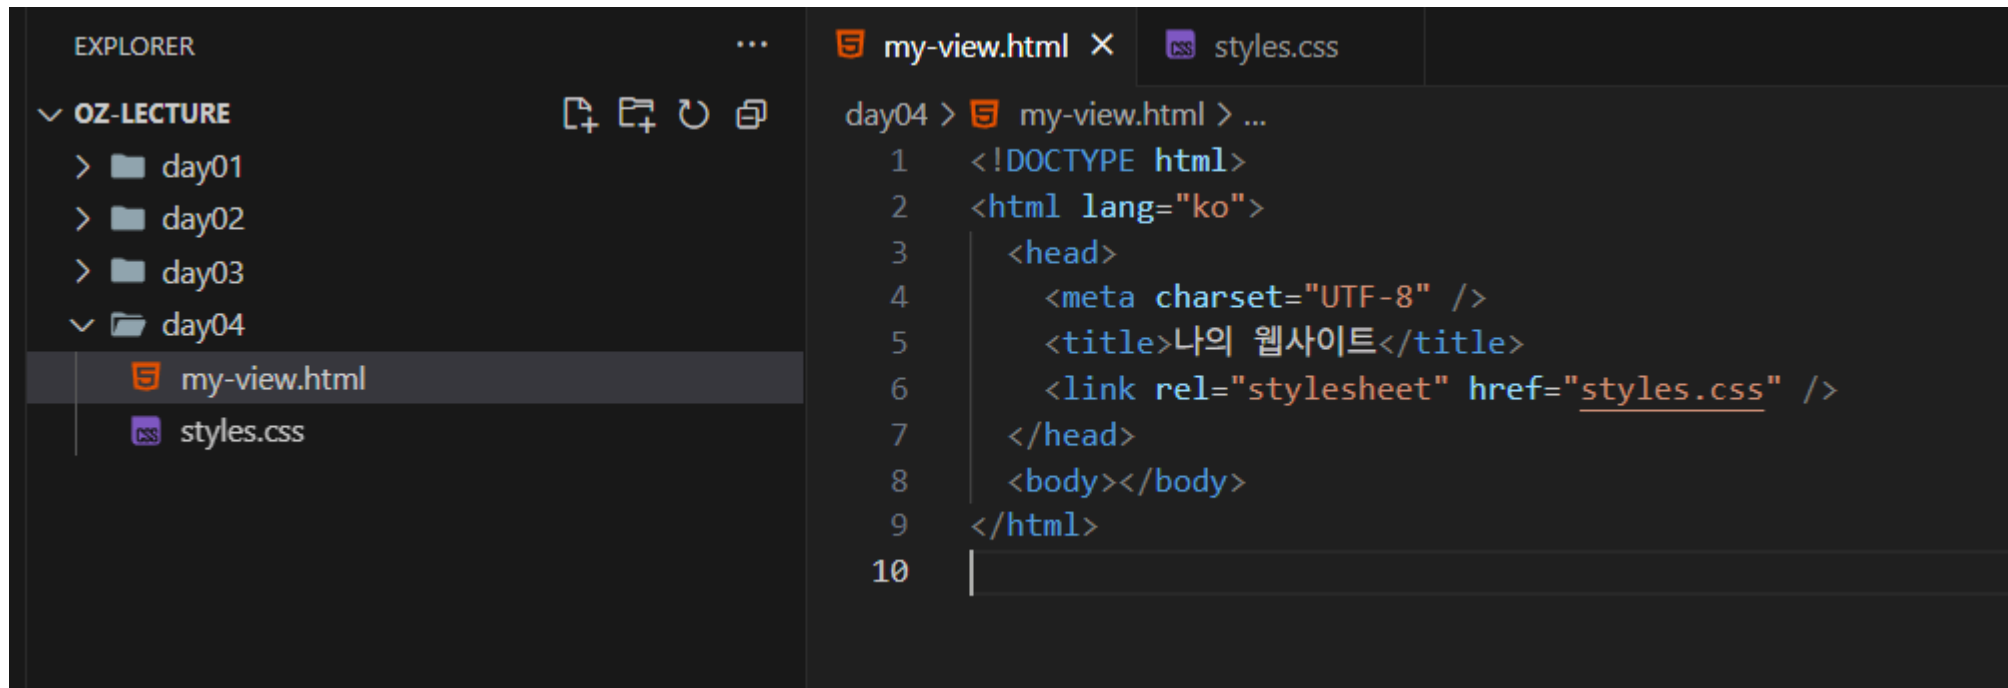 EXPLORER
OZ-LECTURE
day01
day02
day03
day04
my-view.html
styles.css
my-view.html
styles.css
day04 > my-view.html > ...
1 <!DOCTYPE html>
2 <html lang="ko">
3 <head>
4 <meta charset="UTF-8" />
5 <title>나의 웹사이트</title>
6 <link rel="stylesheet" href="styles.css" />
7 </head>
8 <body></body>
9 </html>
10